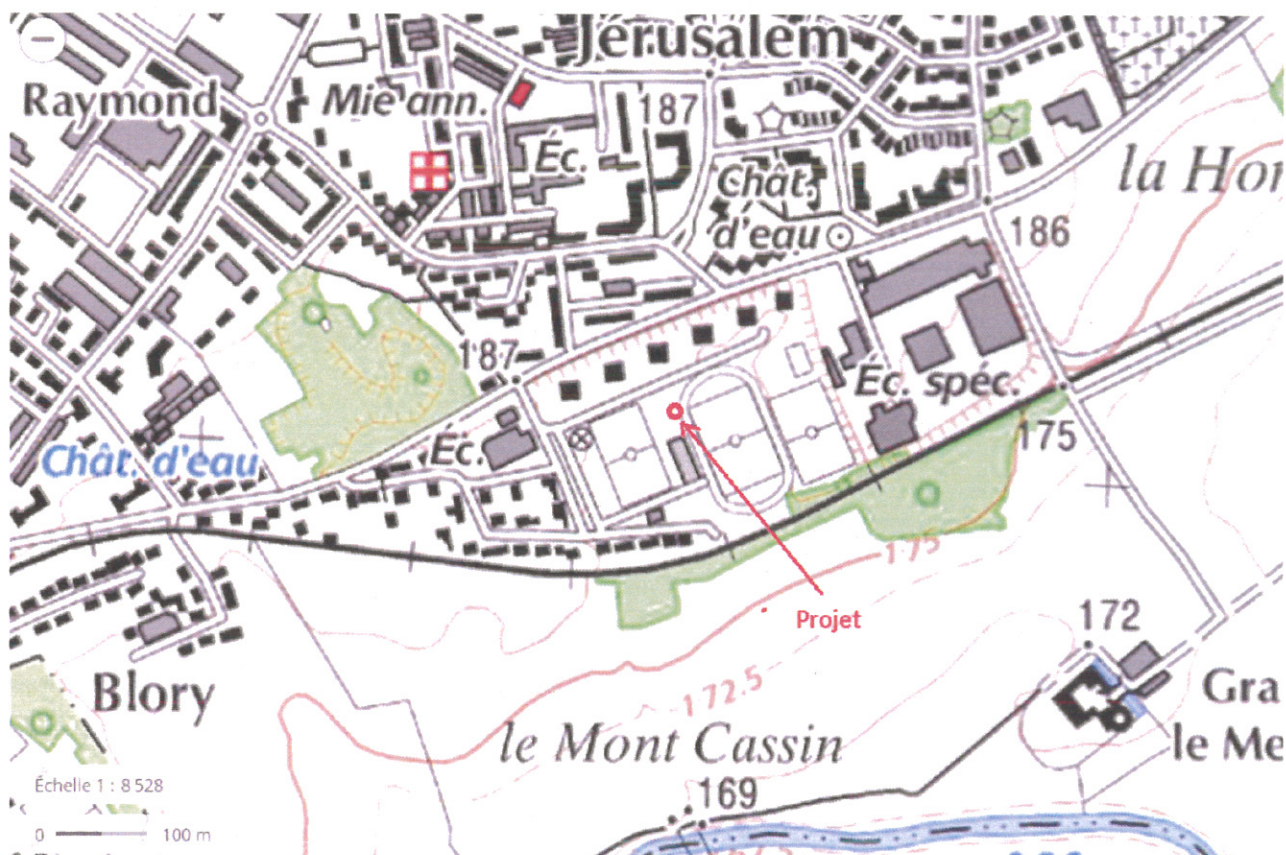 Jérusalem
Raymond
Mie ann.
187
Éc.
la Hor
Chât.
d'eau
186
187
Éc. spéc.
Éc.
175
Chât. d'eau
175
Projet
172
172.5
Blory
Gra
le Mont Cassin
le Me
Échelle 1 : 8 528
169
0
100 m